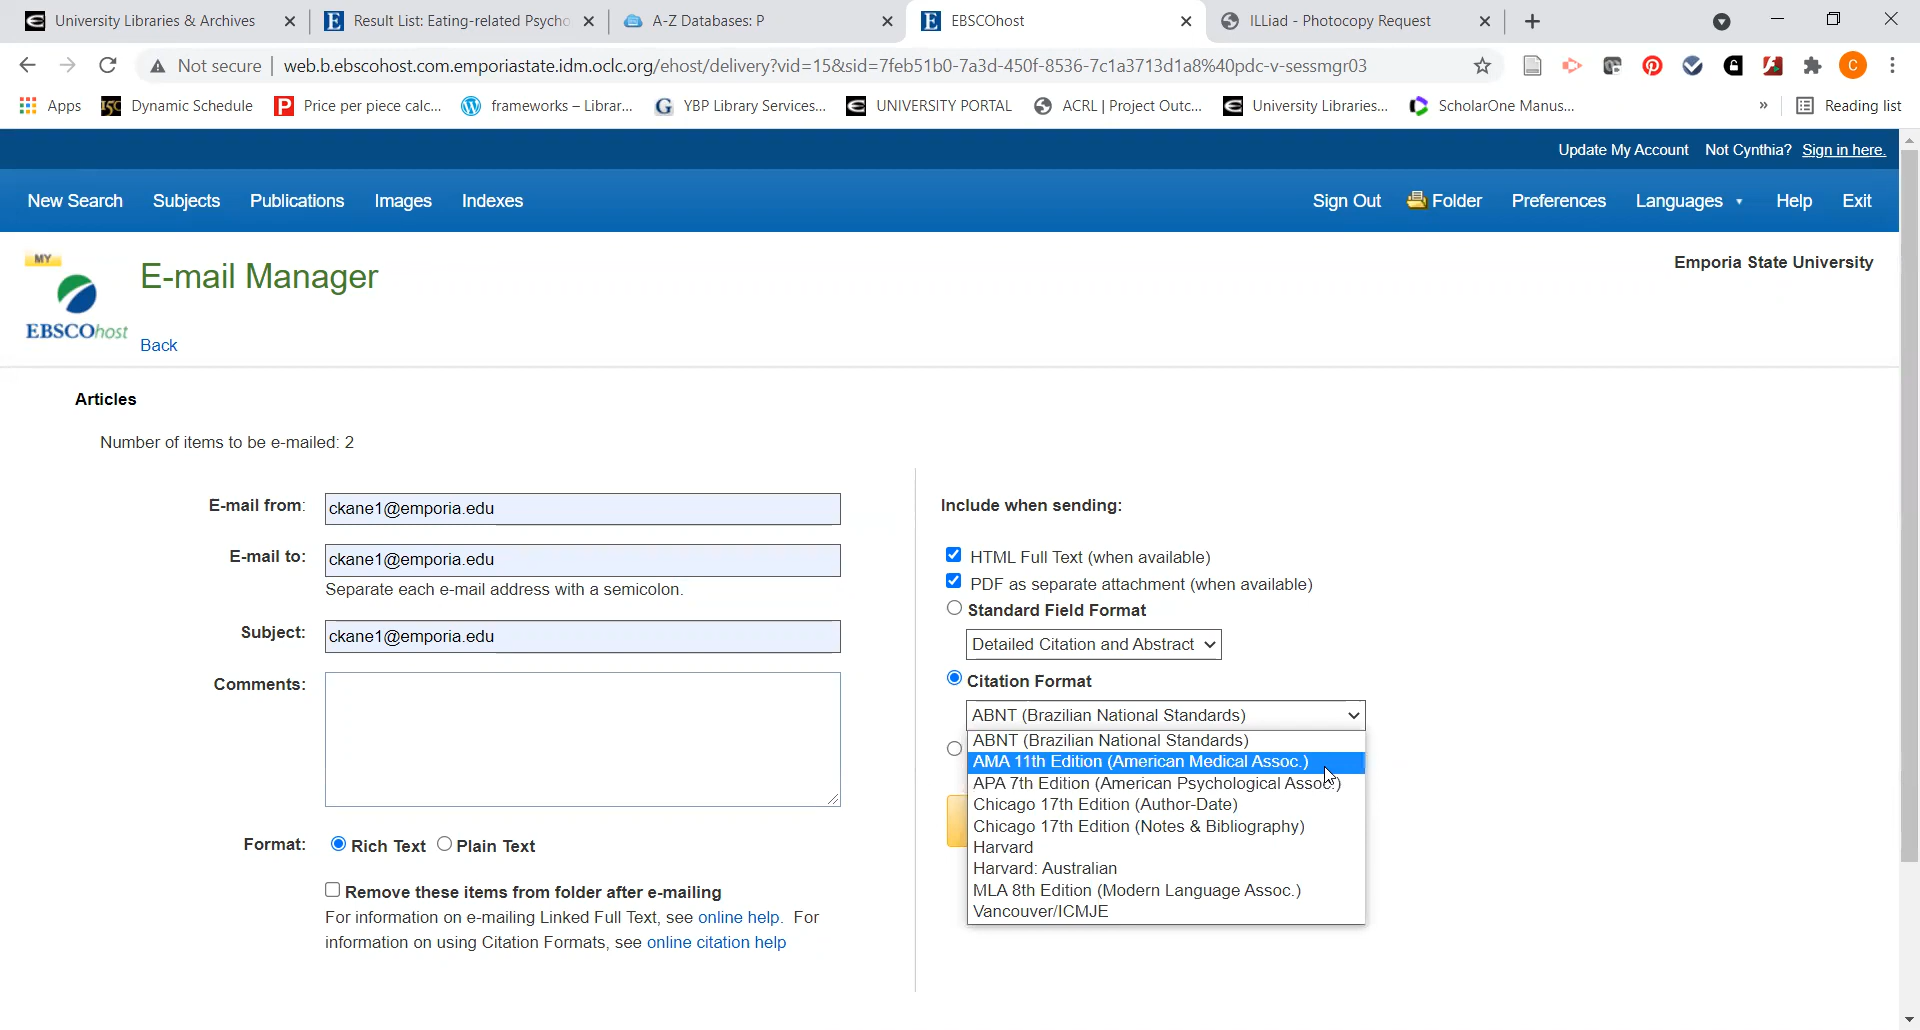 University Libraries & Archives
Result List: Eating-related Psycho
A-Z Databases: P
EBSCOhost
ILLiad - Photocopy Request
Not secure
web.b.ebscohost.com.emporiastate.idm.oclc.org/ehost/delivery?vid=15&sid=7feb51b0-7a3d-450f-8536-7c1a3713d1a8%40pdc-v-sessmgr03
C
Apps
Dynamic Schedule
Price per piece calc...
frameworks – Librar...
YBP Library Services...
UNIVERSITY PORTAL
ACRL | Project Outc...
University Libraries...
ScholarOne Manus...
»
Reading list
Update My Account
Not Cynthia?
Sign in here.
New Search
Subjects
Publications
Images
Indexes
Sign Out
Folder
Preferences
Languages
Help
Exit
MY
EBSCOhost
E-mail Manager
Back
Emporia State University
Articles
Number of items to be e-mailed: 2
E-mail from:
ckane1@emporia.edu
E-mail to:
ckane1@emporia.edu
Separate each e-mail address with a semicolon.
Subject:
ckane1@emporia.edu
Comments:
Format:
Rich Text
Plain Text
Remove these items from folder after e-mailing
For information on e-mailing Linked Full Text, see online help. For
information on using Citation Formats, see online citation help
Include when sending:
HTML Full Text (when available)
PDF as separate attachment (when available)
Standard Field Format
Detailed Citation and Abstract
Citation Format
ABNT (Brazilian National Standards)
ABNT (Brazilian National Standards)
AMA 11th Edition (American Medical Assoc.)
APA 7th Edition (American Psychological Assoc.)
Chicago 17th Edition (Author-Date)
Chicago 17th Edition (Notes & Bibliography)
Harvard
Harvard: Australian
MLA 8th Edition (Modern Language Assoc.)
Vancouver/ICMJE